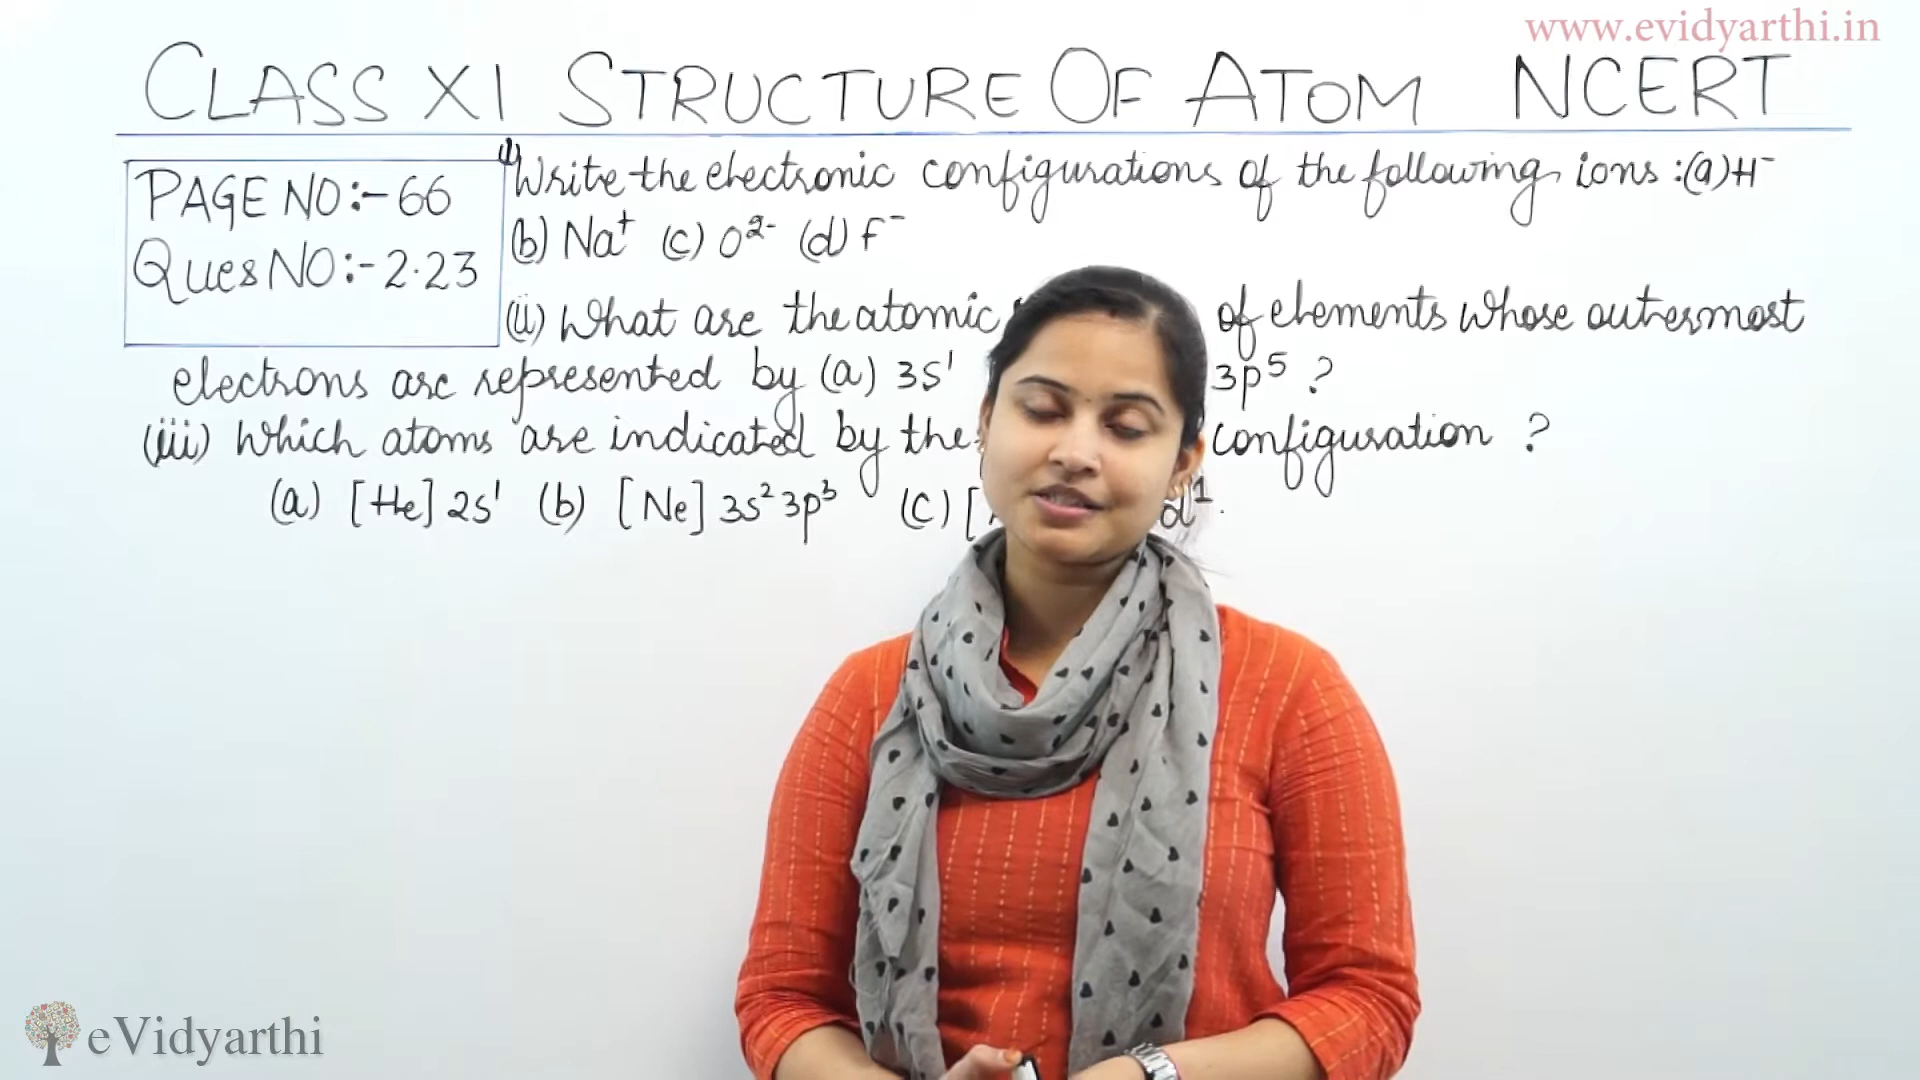 www.evidyarthi.in
CLASS XI STRUCTURE OF ATOM NCERT
PAGE NO:-66
QUES NO:-2.23
(i) Write the electronic configurations of the following ions :(a) H⁻
(b) Na⁺ (c) O²⁻ (d) F⁻
(ii) What are the atomic of elements whose outermost
electrons are represented by (a) 3s¹ 3p⁵ ?
(iii) Which atoms are indicated by the configuration ?
(a) [He] 2s¹ (b) [Ne] 3s² 3p³ (c) [ d¹.
eVidyarthi